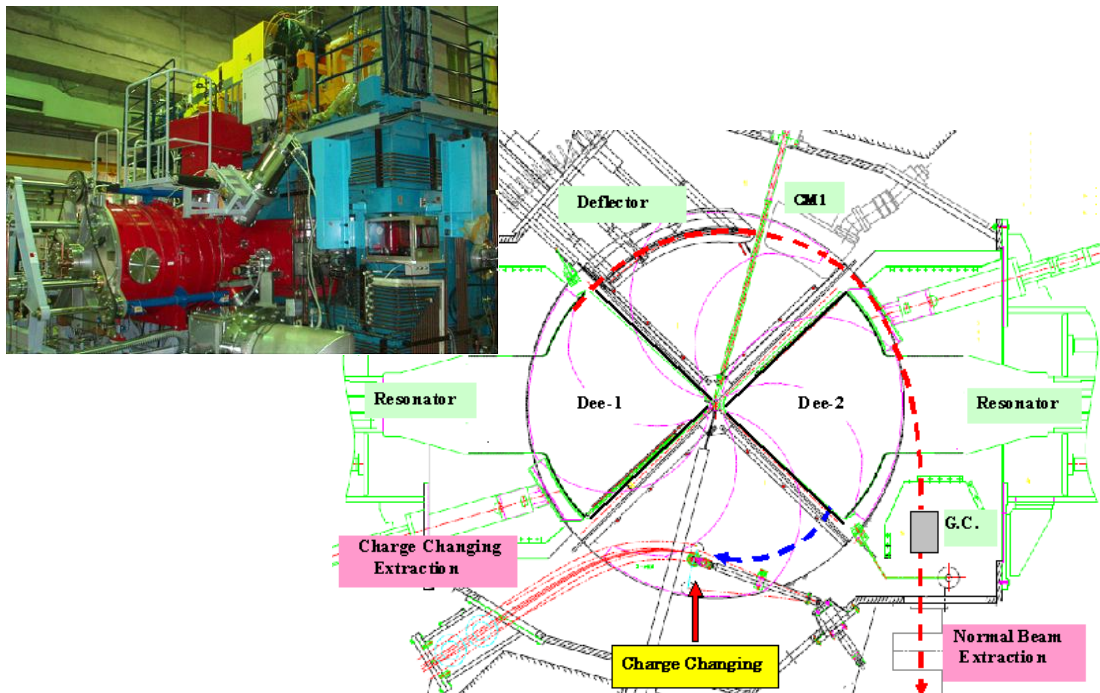 Deflector
CM1
Resonator
Dee-1
Dee-2
Resonator
G.C.
Charge Changing
Extraction
Normal Beam
Extraction
Charge Changing